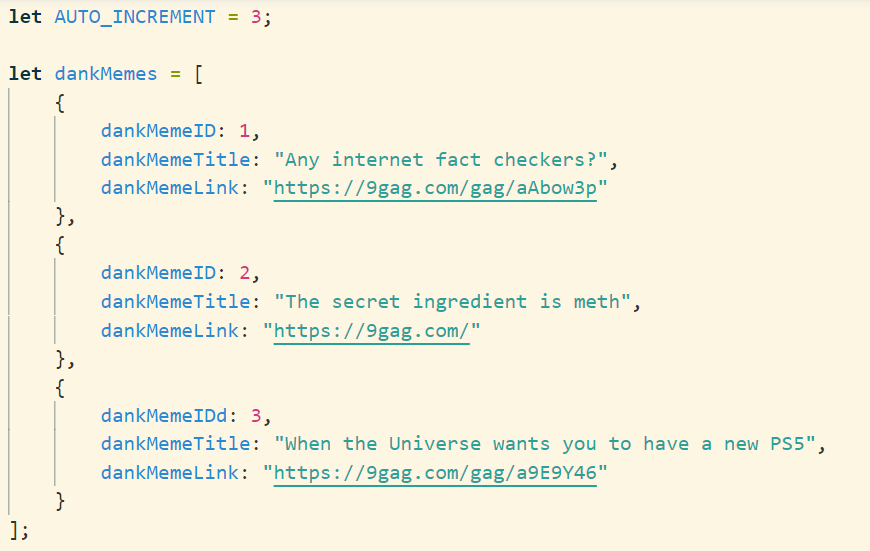 let AUTO_INCREMENT = 3;
let dankMemes = [
{
dankMemeID: 1,
dankMemeTitle: "Any internet fact checkers?",
dankMemeLink: "https://9gag.com/gag/aAbow3p"
},
{
dankMemeID: 2,
dankMemeTitle: "The secret ingredient is meth",
dankMemeLink: "https://9gag.com/"
},
{
dankMemeIDd: 3,
dankMemeTitle: "When the Universe wants you to have a new PS5",
dankMemeLink: "https://9gag.com/gag/a9E9Y46"
}
];